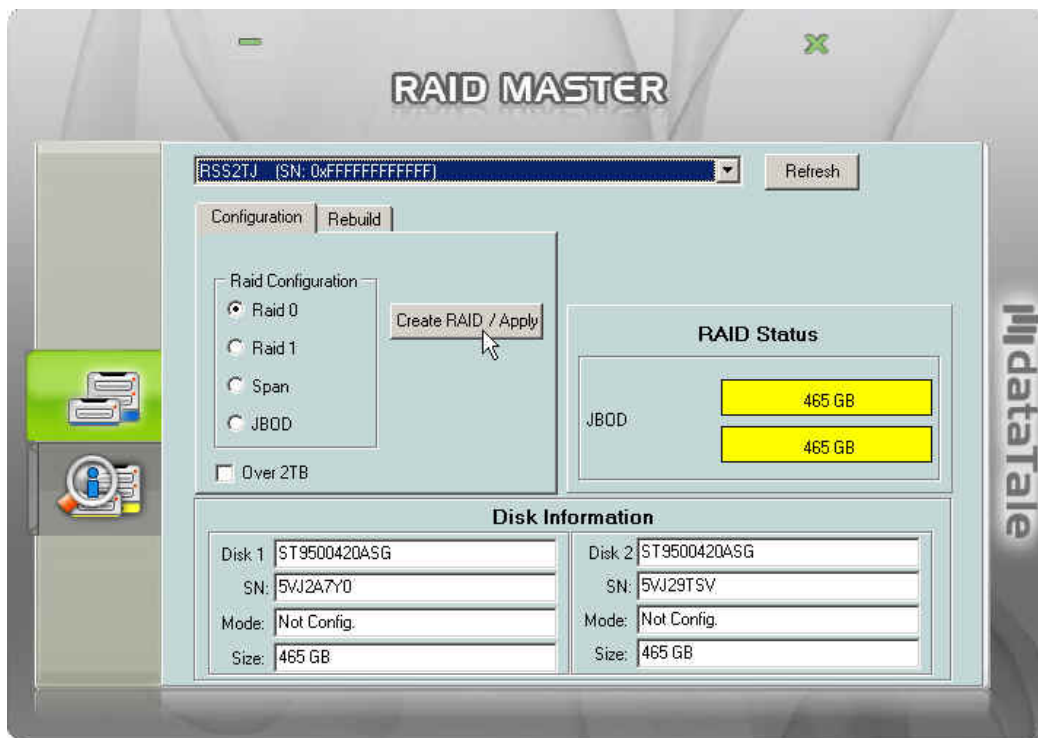 RAID MASTER
RSS2TJ (SN: 0xFFFFFFFFFFFF)
Refresh
Configuration
Rebuild
Raid Configuration
Raid 0
Raid 1
Span
JBOD
Create RAID / Apply
Over 2TB
RAID Status
JBOD
465 GB
465 GB
dataTale
Disk Information
Disk 1 ST9500420ASG
SN: 5VJ2A7Y0
Mode: Not Config.
Size: 465 GB
Disk 2 ST9500420ASG
SN: 5VJ29TSV
Mode: Not Config.
Size: 465 GB